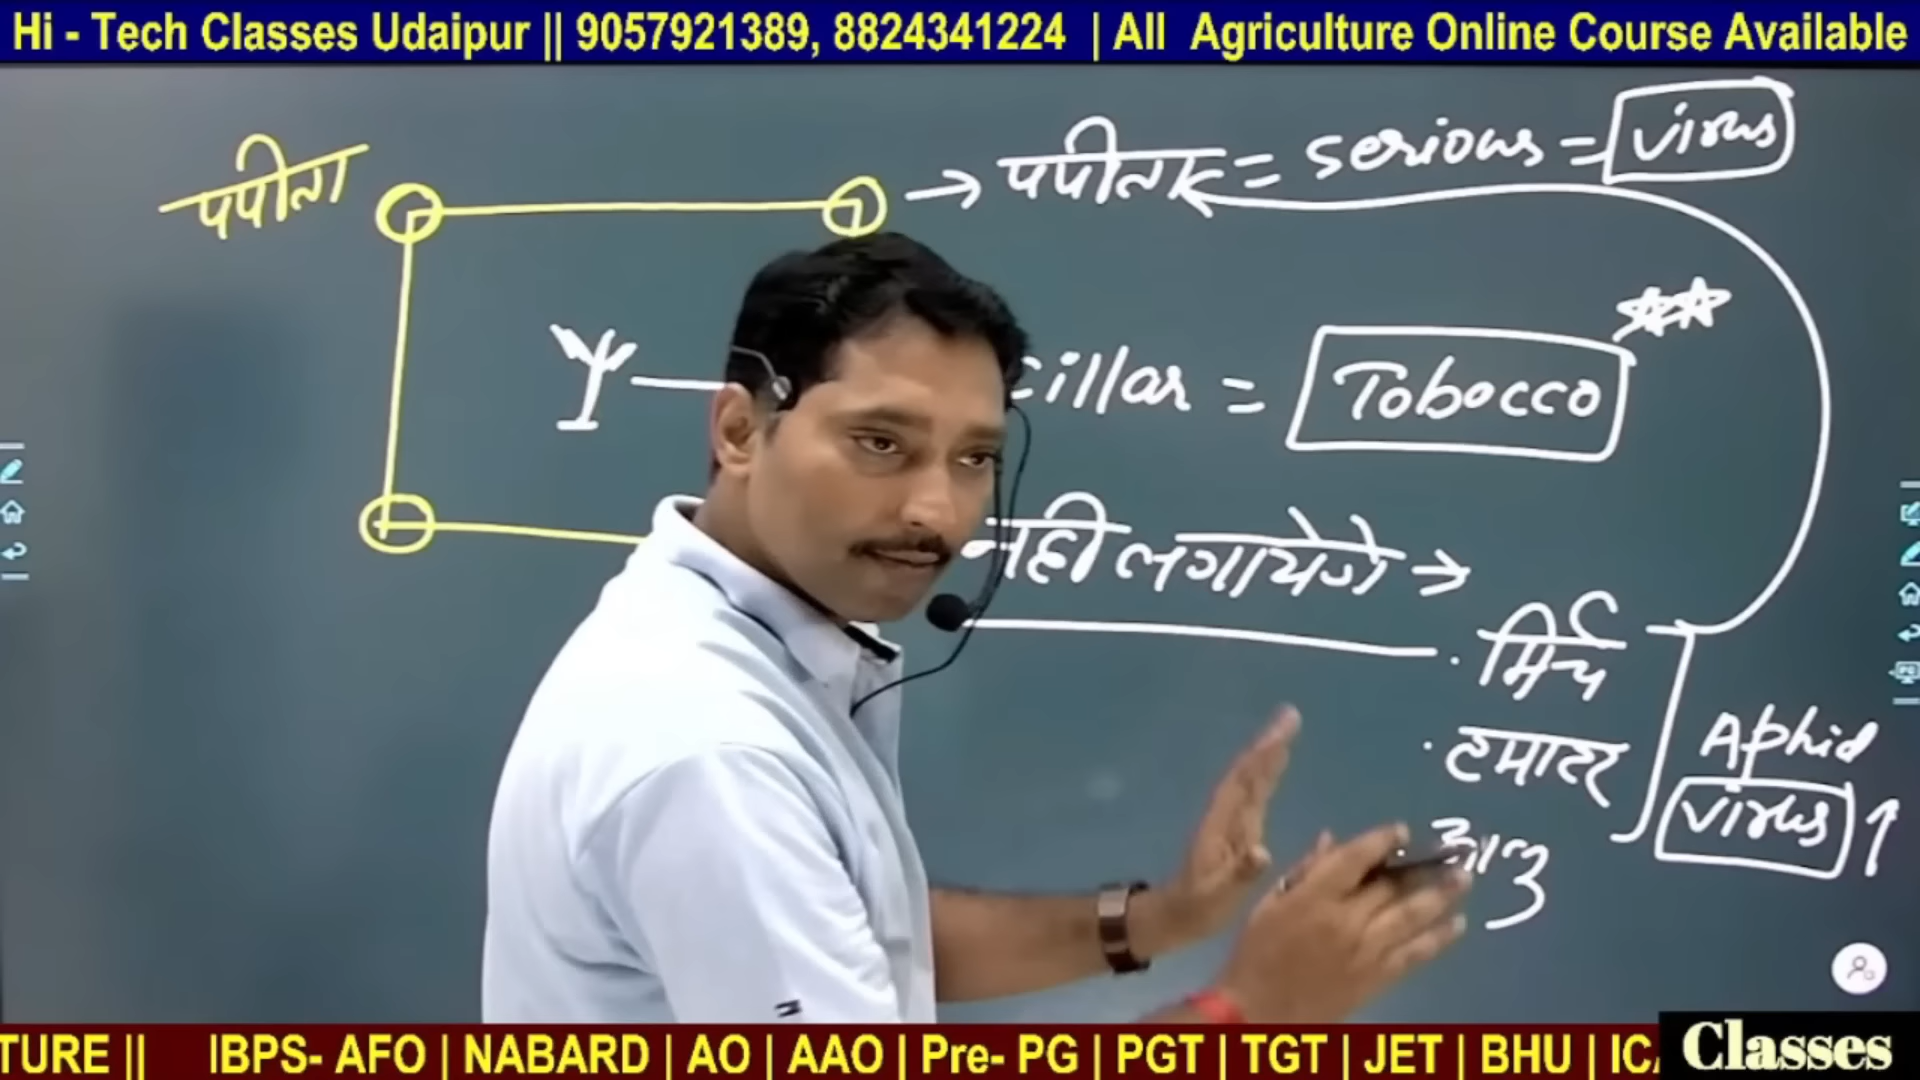 Hi - Tech Classes Udaipur || 9057921389, 8824341224 | All Agriculture Online Course Available
पपीता
पपीता = serious = virus
cillar = Tobocco
नही लगायेगे →
मिर्च
टमाटर
आलू
Aphid
virus ↑
TURE || IBPS- AFO | NABARD | AO | AAO | Pre- PG | PGT | TGT | JET | BHU | IC
Classes